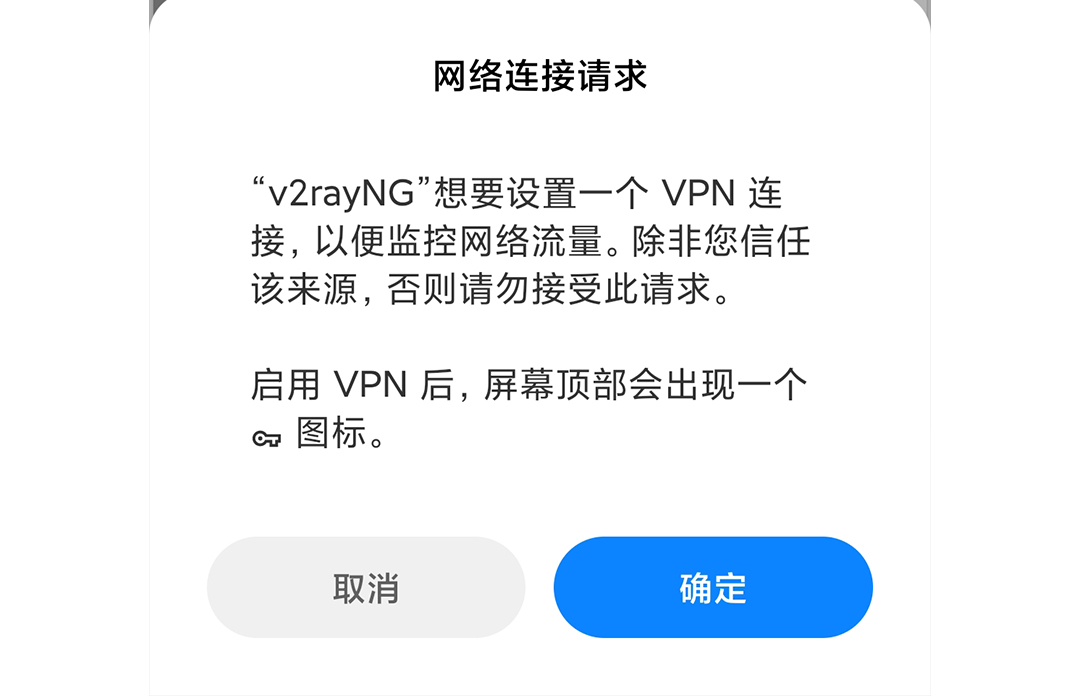 网络连接请求
“v2rayNG”想要设置一个 VPN 连
接，以便监控网络流量。除非您信任
该来源，否则请勿接受此请求。
启用 VPN 后，屏幕顶部会出现一个
图标。
取消
确定